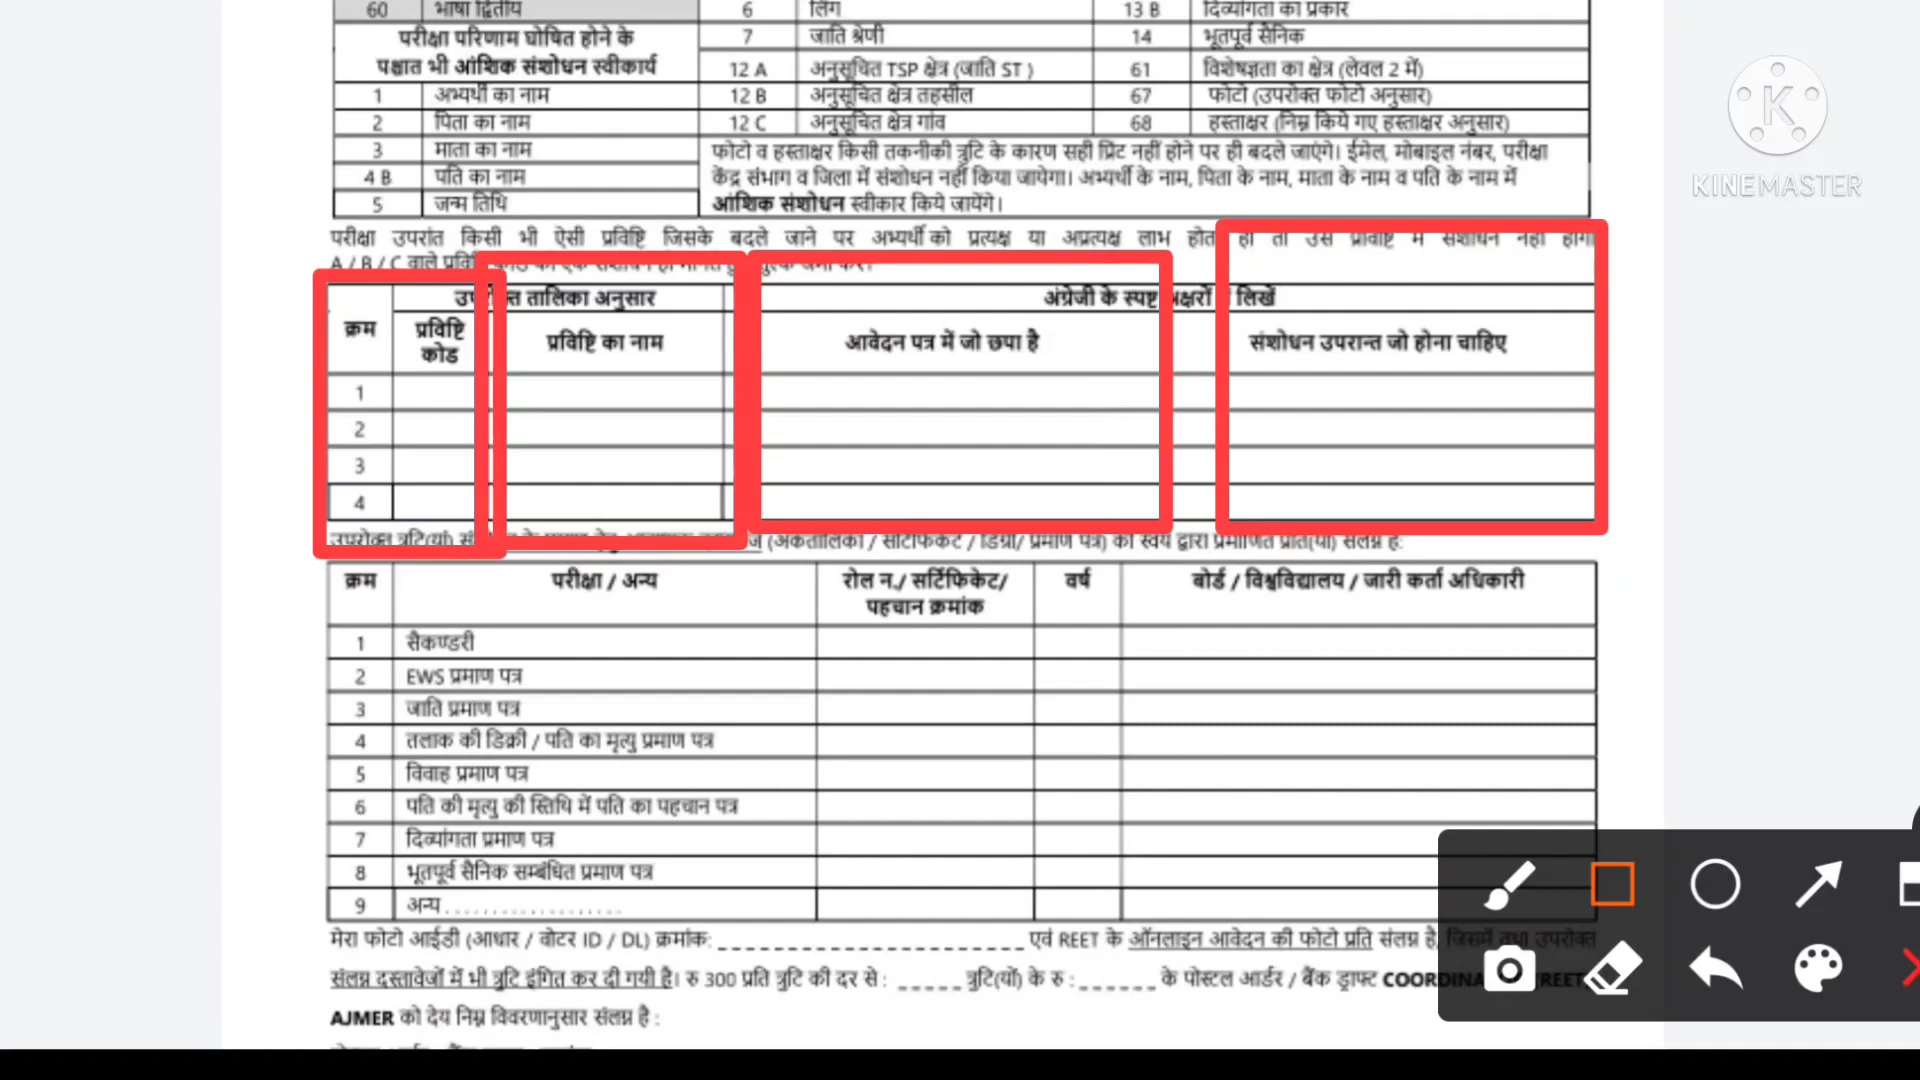 60 भाषा द्वितीय 6 लिंग 13 B दिव्यांगता का प्रकार
परीक्षा परिणाम घोषित होने के 7 जाति श्रेणी 14 भूतपूर्व सैनिक
पश्चात भी आंशिक संशोधन स्वीकार्य 12 A अनुसूचित TSP क्षेत्र (जाति ST ) 61 विशेषज्ञता का क्षेत्र (लेवल 2 में)
1 अभ्यर्थी का नाम 12 B अनुसूचित क्षेत्र तहसील 67 फोटो (उपरोक्त फोटो अनुसार)
2 पिता का नाम 12 C अनुसूचित क्षेत्र गांव 68 हस्ताक्षर (निम्न किये गए हस्ताक्षर अनुसार)
3 माता का नाम फोटो व हस्ताक्षर किसी तकनीकी त्रुटि के कारण सही प्रिंट नहीं होने पर ही बदले जाएंगे। ईमेल, मोबाइल नंबर, परीक्षा
4 B पति का नाम केंद्र संभाग व जिला में संशोधन नहीं किया जायेगा। अभ्यर्थी के नाम, पिता के नाम, माता के नाम व पति के नाम में
5 जन्म तिथि आंशिक संशोधन स्वीकार किये जायेंगे।
परीक्षा उपरांत किसी भी ऐसी प्रविष्टि जिसके बदले जाने पर अभ्यर्थी को प्रत्यक्ष या अप्रत्यक्ष लाभ होता हो तो उस प्रविष्टि में संशोधन नहीं होगा
A / B / C वाले
उपरोक्त तालिका अनुसार अंग्रेजी के स्पष्ट अक्षरों लिखें
क्रम प्रविष्टि कोड प्रविष्टि का नाम आवेदन पत्र में जो छपा है संशोधन उपरान्त जो होना चाहिए
1
2
3
4
उपरोक्त त्रुटि(यां) (अंकतालिका / सर्टिफिकेट / डिग्री/ प्रमाण पत्र) की स्वयं द्वारा प्रमाणित प्रति(यां) संलग्न है:
क्रम परीक्षा / अन्य रोल न./ सर्टिफिकेट/ वर्ष बोर्ड / विश्वविद्यालय / जारी कर्ता अधिकारी
पहचान क्रमांक
1 सैकण्डरी
2 EWS प्रमाण पत्र
3 जाति प्रमाण पत्र
4 तलाक की डिक्री / पति का मृत्यु प्रमाण पत्र
5 विवाह प्रमाण पत्र
6 पति की मृत्यु की स्तिथि में पति का पहचान पत्र
7 दिव्यांगता प्रमाण पत्र
8 भूतपूर्व सैनिक सम्बंधित प्रमाण पत्र
9 अन्य . . . . . . . . . . . . . . . . . . .
मेरा फोटो आईडी (आधार / वोटर ID / DL) क्रमांक: _ _ _ _ _ _ _ _ _ _ _ _ _ _ _ _ _ _ _ _ _ एवं REET के ऑनलाइन आवेदन की फोटो प्रति संलग्न है, जिसमें तथा उपरोक्त
संलग्न दस्तावेजों में भी त्रुटि इंगित कर दी गयी है। रु 300 प्रति त्रुटि की दर से : _ _ _ _ _ त्रुटि(यों) के रु : _ _ _ _ _ _ के पोस्टल आर्डर / बैंक ड्राफ्ट
AJMER को देय निम्न विवरणानुसार संलग्न है :
KINEMASTER